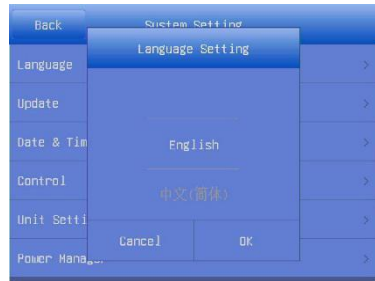 Back
System Setting
Language Setting
Language
Update
Date & Tim
English
Control
中文(简体)
Unit Setti
Cancel
OK
Power Manager